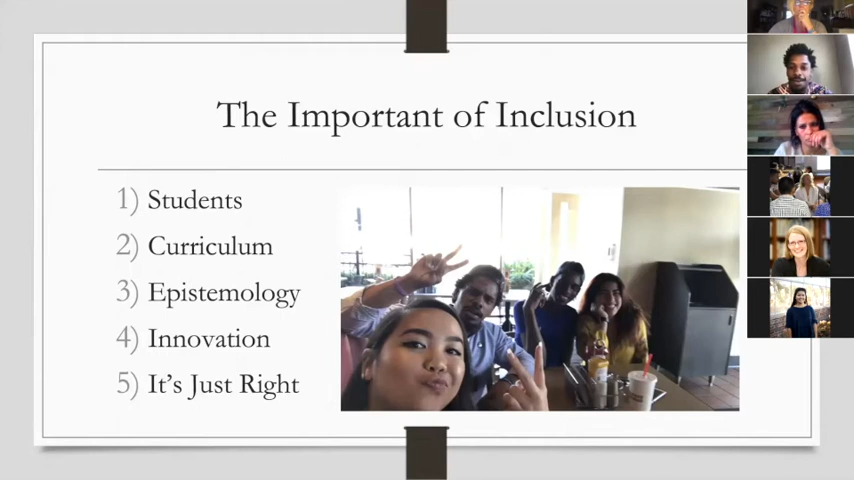 The Important of Inclusion
1) Students
2) Curriculum
3) Epistemology
4) Innovation
5) It's Just Right